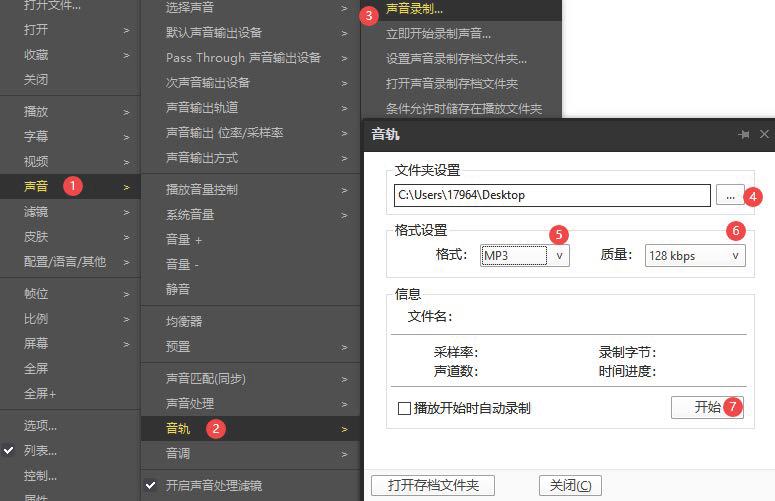 打开文件...
打开 >
收藏 >
关闭
播放 >
字幕 >
视频 >
声音 1 >
滤镜 >
皮肤 >
配置/语言/其他 >
帧位 >
比例 >
屏幕 >
全屏
全屏+
选项...
列表...
控制...
属性
选择声音 >
默认声音输出设备 >
Pass Through 声音输出设备 >
次声音输出设备 >
声音输出轨道 >
声音输出 位率/采样率 >
声音输出方式 >
播放音量控制 >
系统音量 >
音量 +
音量 -
静音
均衡器
预置 >
声音匹配(同步) >
声音处理 >
音轨 2 >
音调 >
开启声音处理滤镜
3 声音录制...
立即开始录制声音...
设置声音录制存档文件夹...
打开声音录制存档文件夹
条件允许时储存在播放文件夹
音轨
文件夹设置
C:\Users\17964\Desktop ... 4
格式设置 5 6
格式： MP3 质量： 128 kbps
信息
文件名：
采样率： 录制字节：
声道数： 时间进度：
播放开始时自动录制 开始 7
打开存档文件夹 关闭(C)